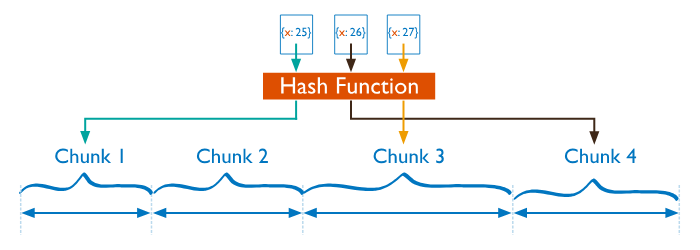 {x: 25} {x: 26} {x: 27}
Hash Function
Chunk 1 Chunk 2 Chunk 3 Chunk 4